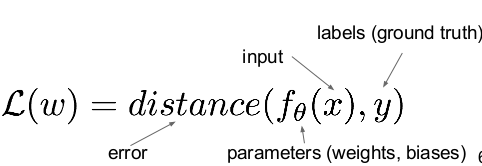 labels (ground truth)
input
ℒ(w) = distance(f_θ(x), y)
error
parameters (weights, biases)